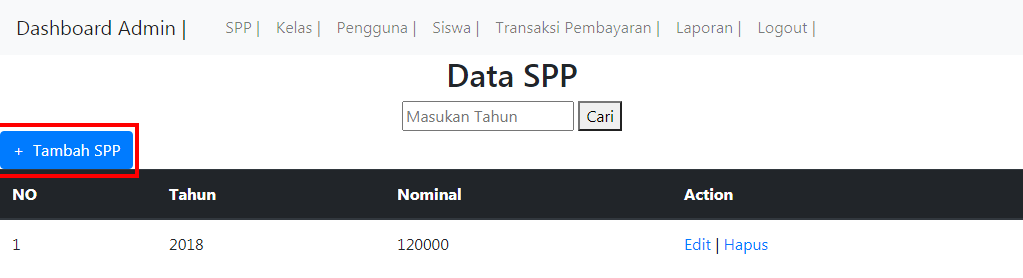 Dashboard Admin | SPP | Kelas | Pengguna | Siswa | Transaksi Pembayaran | Laporan | Logout |
Data SPP
Masukan Tahun Cari
+ Tambah SPP
NO Tahun Nominal Action
1 2018 120000 Edit | Hapus